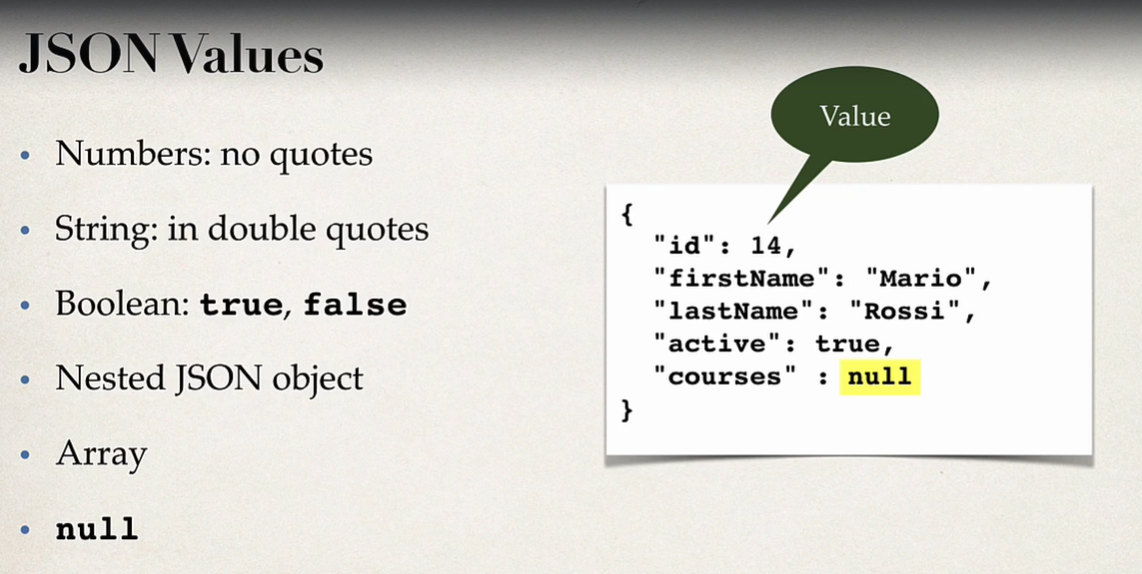 JSON Values
• Numbers: no quotes
• String: in double quotes
• Boolean: true, false
• Nested JSON object
• Array
• null
Value
{
"id": 14,
"firstName": "Mario",
"lastName": "Rossi",
"active": true,
"courses" : null
}